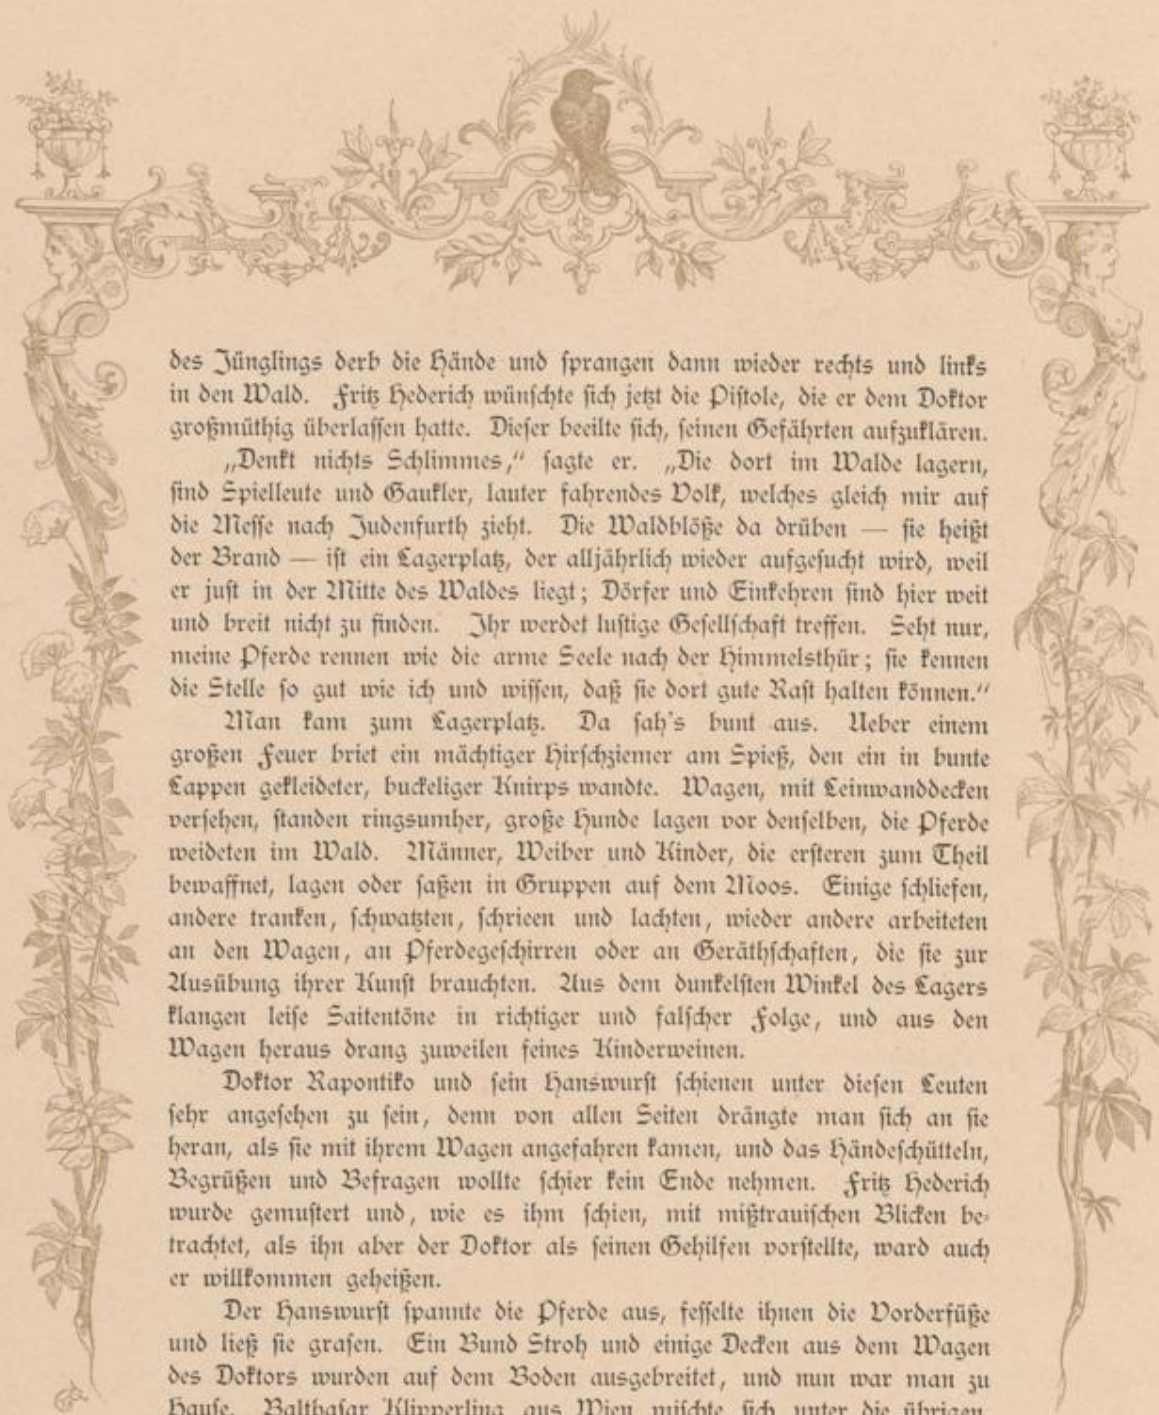 des Jünglings derb die Hände und ſprangen dann wieder rechts und links
in den Wald. Fritz Hederich wünſchte ſich jetzt die Piſtole, die er dem Doktor
großmüthig überlaſſen hatte. Dieſer beeilte ſich, ſeinen Gefährten aufzuklären.
„Denkt nichts Schlimmes,“ ſagte er. „Die dort im Walde lagern,
ſind Spielleute und Gaukler, lauter fahrendes Volk, welches gleich mir auf
die Meſſe nach Judenfurth zieht. Die Waldblöße da drüben — ſie heißt
der Brand — iſt ein Lagerplatz, der alljährlich wieder aufgeſucht wird, weil
er juſt in der Mitte des Waldes liegt; Dörfer und Einkehren ſind hier weit
und breit nicht zu finden. Ihr werdet luſtige Geſellſchaft treffen. Seht nur,
meine Pferde rennen wie die arme Seele nach der Himmelsthür; ſie kennen
die Stelle ſo gut wie ich und wiſſen, daß ſie dort gute Raſt halten können.“
Man kam zum Lagerplatz. Da ſah's bunt aus. Ueber einem
großen Feuer briet ein mächtiger Hirſchziemer am Spieß, den ein in bunte
Lappen gekleideter, buckeliger Knirps wandte. Wagen, mit Leinwanddecken
verſehen, ſtanden ringsumher, große Hunde lagen vor denſelben, die Pferde
weideten im Wald. Männer, Weiber und Kinder, die erſteren zum Theil
bewaffnet, lagen oder ſaßen in Gruppen auf dem Moos. Einige ſchliefen,
andere tranken, ſchwatzten, ſchrieen und lachten, wieder andere arbeiteten
an den Wagen, an Pferdegeſchirren oder an Geräthſchaften, die ſie zur
Ausübung ihrer Kunſt brauchten. Aus dem dunkelſten Winkel des Lagers
klangen leiſe Saitentöne in richtiger und falſcher Folge, und aus den
Wagen heraus drang zuweilen feines Kinderweinen.
Doktor Rapontiko und ſein Hanswurſt ſchienen unter dieſen Leuten
ſehr angeſehen zu ſein, denn von allen Seiten drängte man ſich an ſie
heran, als ſie mit ihrem Wagen angefahren kamen, und das Händeſchütteln,
Begrüßen und Befragen wollte ſchier kein Ende nehmen. Fritz Hederich
wurde gemuſtert und, wie es ihm ſchien, mit mißtrauiſchen Blicken be-
trachtet, als ihn aber der Doktor als ſeinen Gehilfen vorſtellte, ward auch
er willkommen geheißen.
Der Hanswurſt ſpannte die Pferde aus, feſſelte ihnen die Vorderfüße
und ließ ſie graſen. Ein Bund Stroh und einige Decken aus dem Wagen
des Doktors wurden auf dem Boden ausgebreitet, und nun war man zu
Hauſe. Balthaſar Klipperling aus Wien miſchte ſich unter die übrigen,